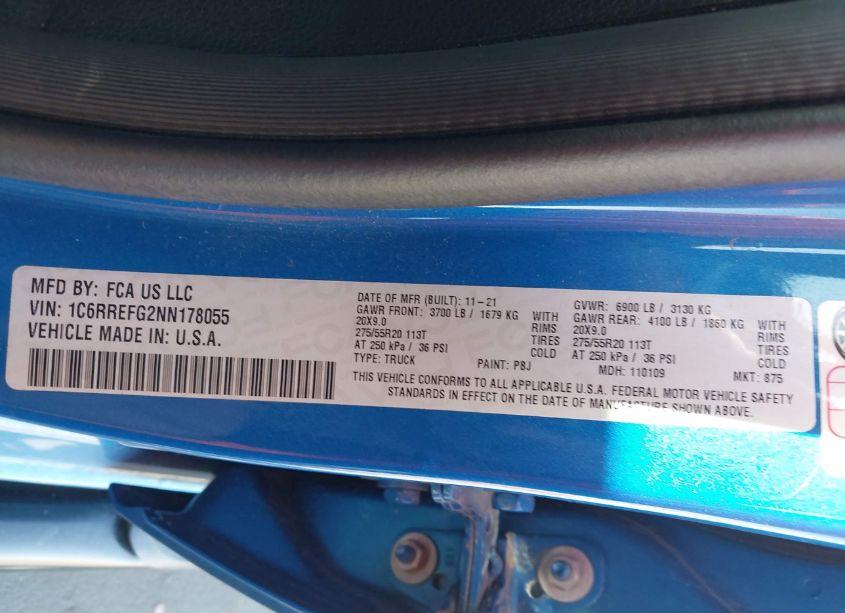 MFD BY: FCA US LLC
VIN: 1C6RREFG2NN178055
VEHICLE MADE IN: U.S.A.
DATE OF MFR (BUILT): 11-21
GAWR FRONT: 3700 LB / 1679 KG WITH
20X9.0 RIMS
275/55R20 113T TIRES
AT 250 kPa / 36 PSI COLD
TYPE: TRUCK PAINT: PBJ
GVWR: 6900 LB / 3130 KG
GAWR REAR: 4100 LB / 1860 KG WITH
20X9.0 RIMS
275/55R20 113T TIRES
AT 250 kPa / 36 PSI COLD
MDH: 110109 MKT: 875
THIS VEHICLE CONFORMS TO ALL APPLICABLE U.S.A. FEDERAL MOTOR VEHICLE SAFETY
STANDARDS IN EFFECT ON THE DATE OF MANUFACTURE SHOWN ABOVE.